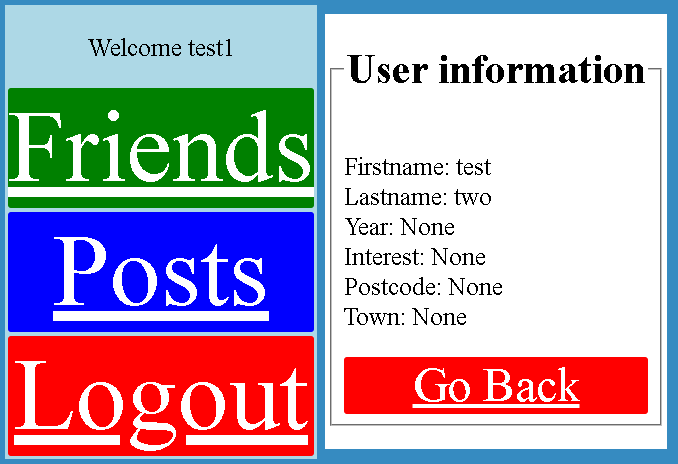 Welcome test1
Friends
Posts
Logout
User information
Firstname: test
Lastname: two
Year: None
Interest: None
Postcode: None
Town: None
Go Back